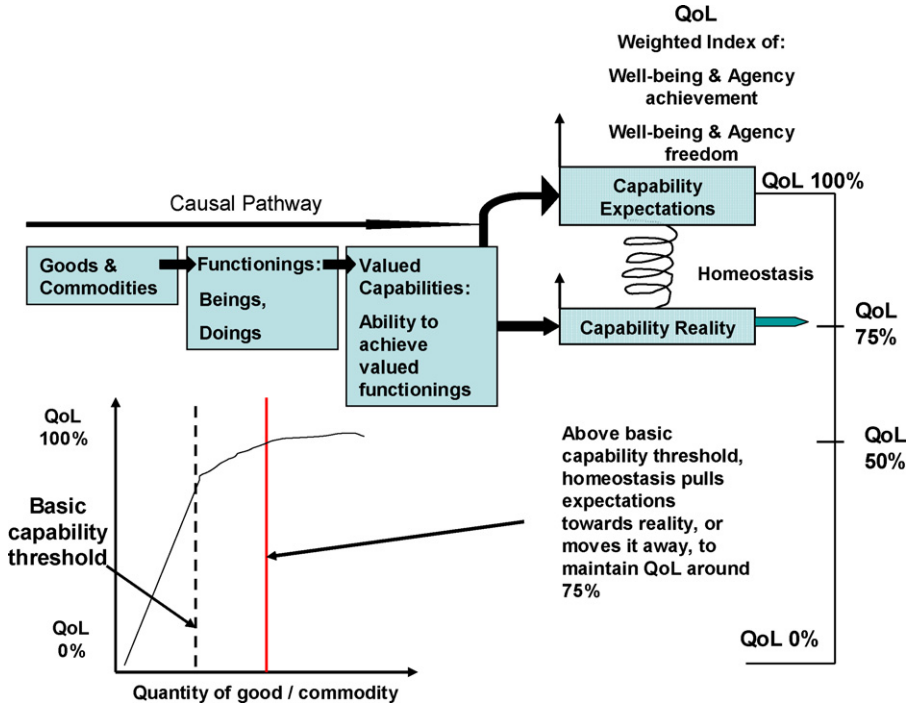 QoL
Weighted Index of:
Well-being & Agency
achievement
Well-being & Agency
freedom
Causal Pathway
Goods &
Commodities
Functionings:
Beings,
Doings
Valued
Capabilities:
Ability to
achieve
valued
functionings
Capability
Expectations
QoL 100%
Homeostasis
Capability Reality
QoL
75%
QoL
50%
QoL 0%
QoL
100%
Basic
capability
threshold
QoL
0%
Quantity of good / commodity
Above basic
capability threshold,
homeostasis pulls
expectations
towards reality, or
moves it away, to
maintain QoL around
75%